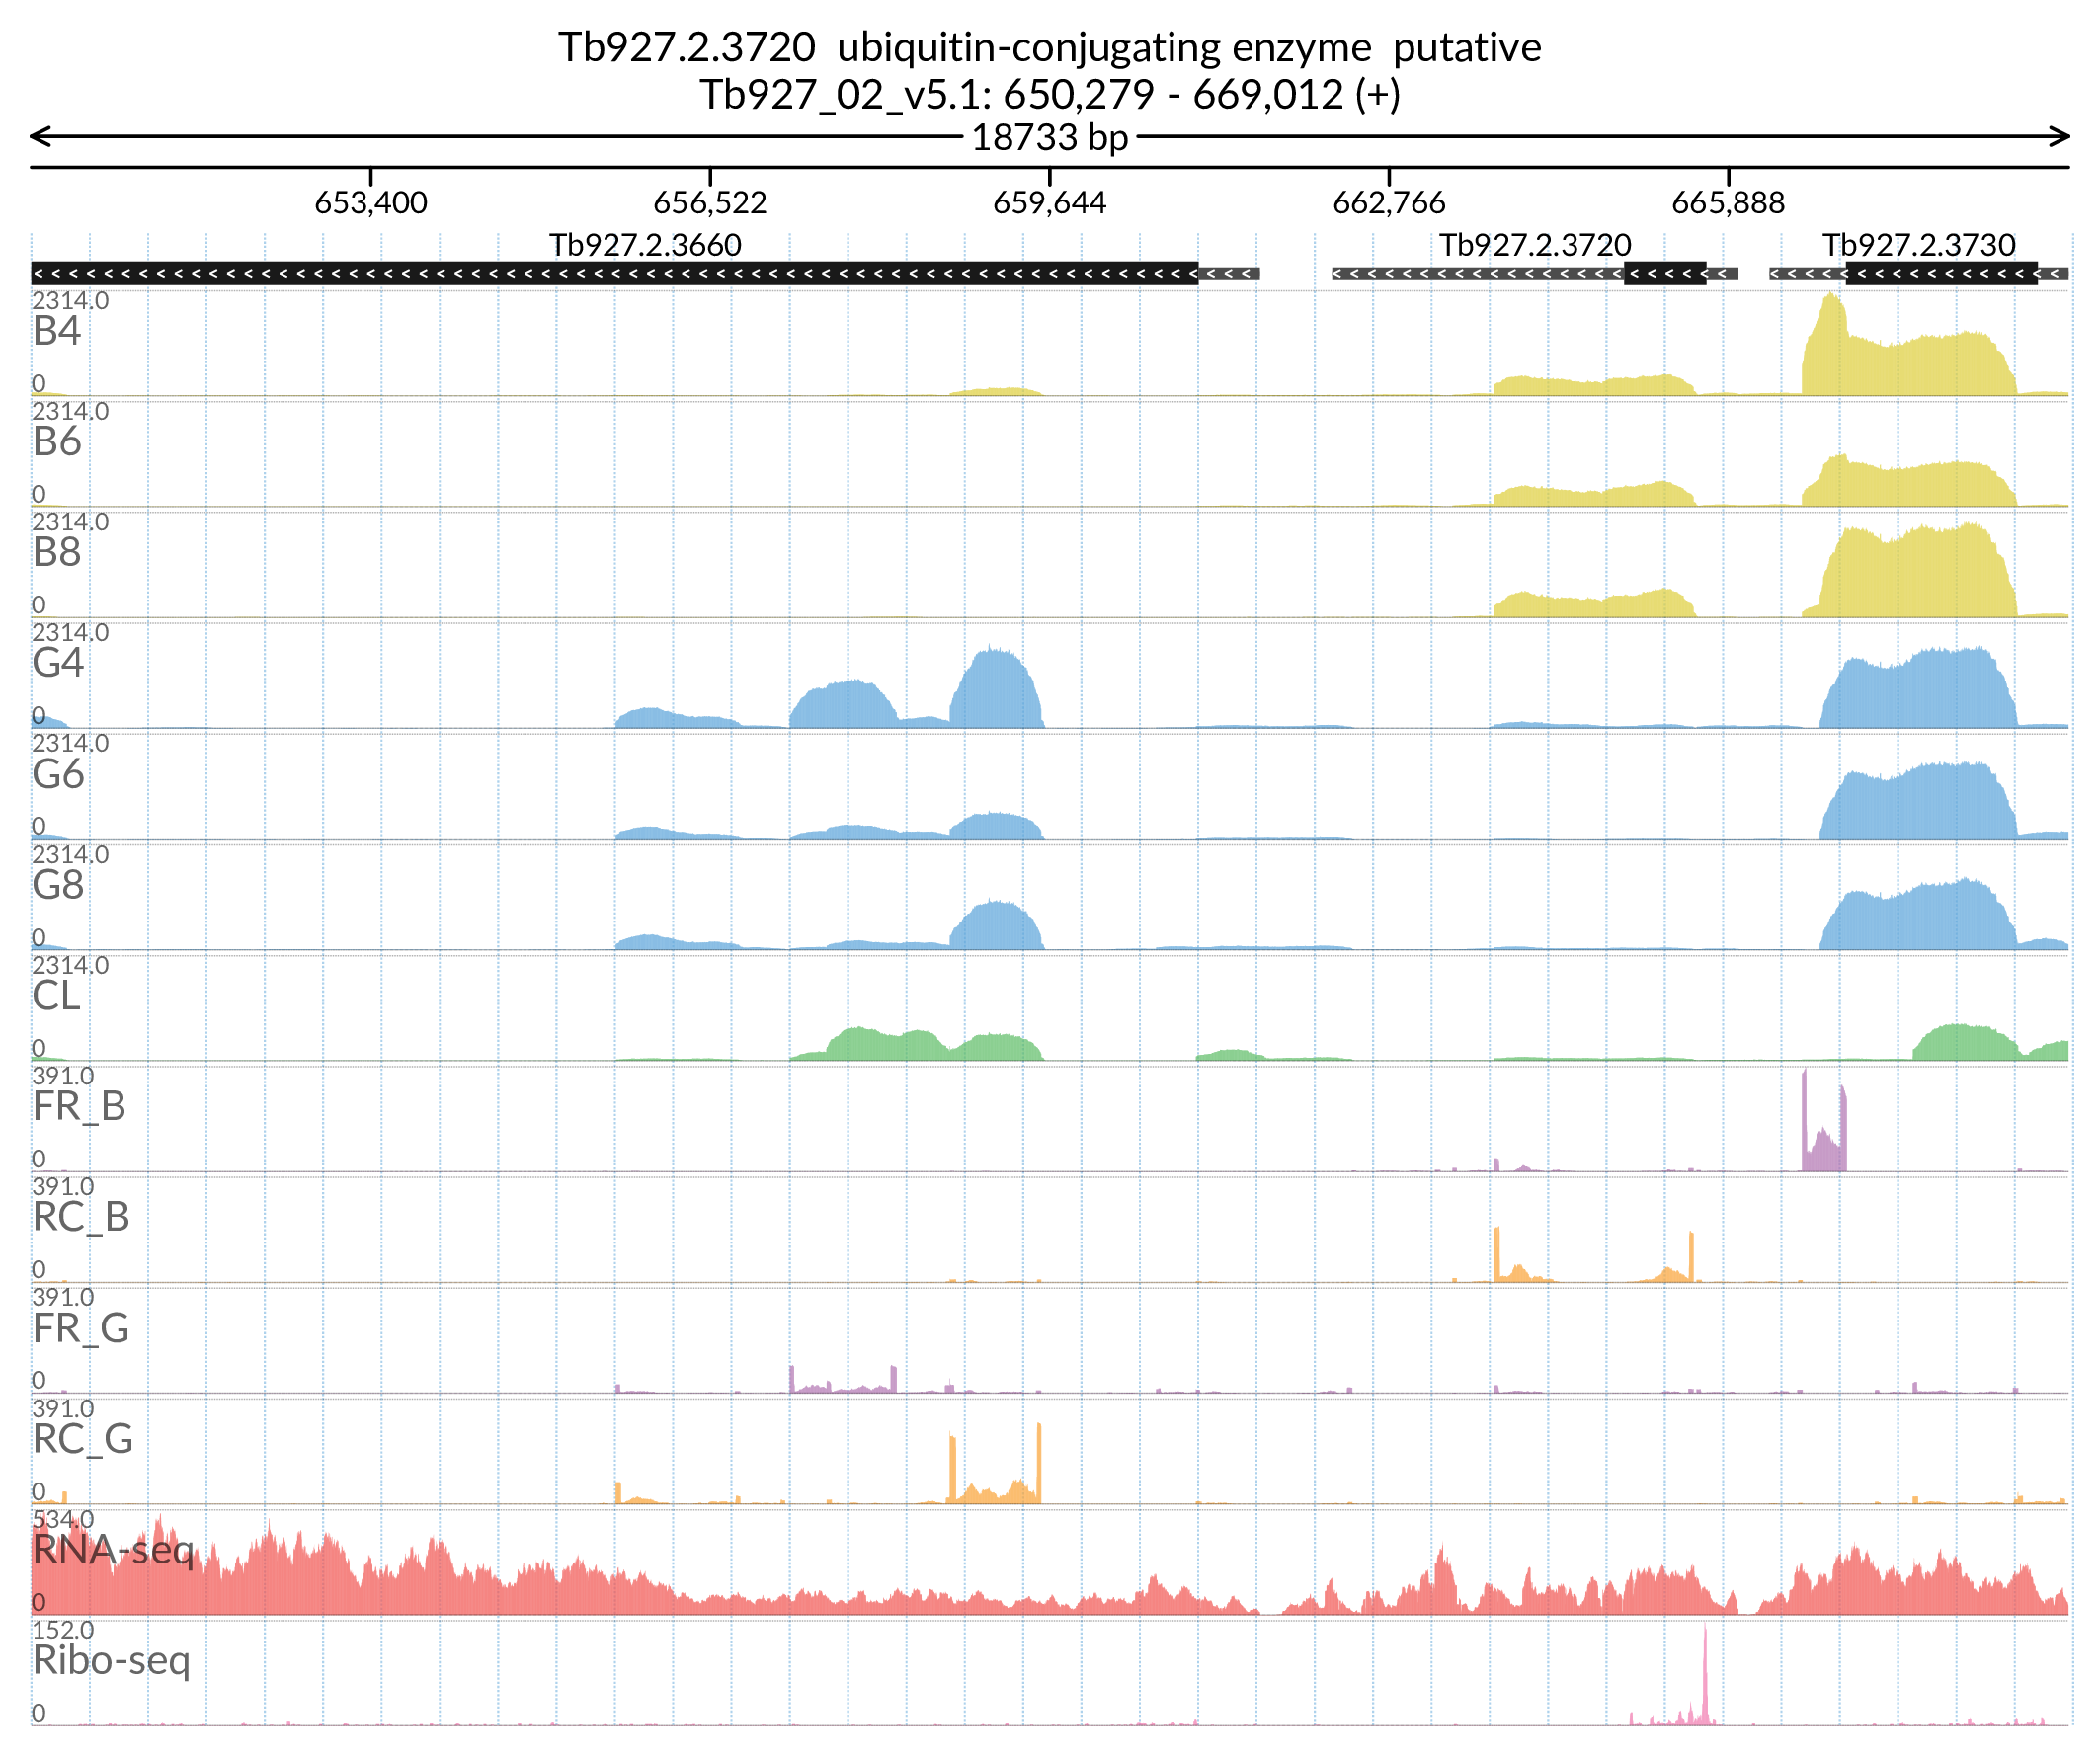 Tb927.2.3720 ubiquitin-conjugating enzyme putative
Tb927_02_v5.1: 650,279 - 669,012 (+)
18733 bp
653,400 656,522 659,644 662,766 665,888
Tb927.2.3660 Tb927.2.3720 Tb927.2.3730
2314.0
B4
0
2314.0
B6
0
2314.0
B8
0
2314.0
G4
0
2314.0
G6
0
2314.0
G8
0
2314.0
CL
0
391.0
FR_B
0
391.0
RC_B
0
391.0
FR_G
0
391.0
RC_G
0
534.0
RNA-seq
0
152.0
Ribo-seq
0